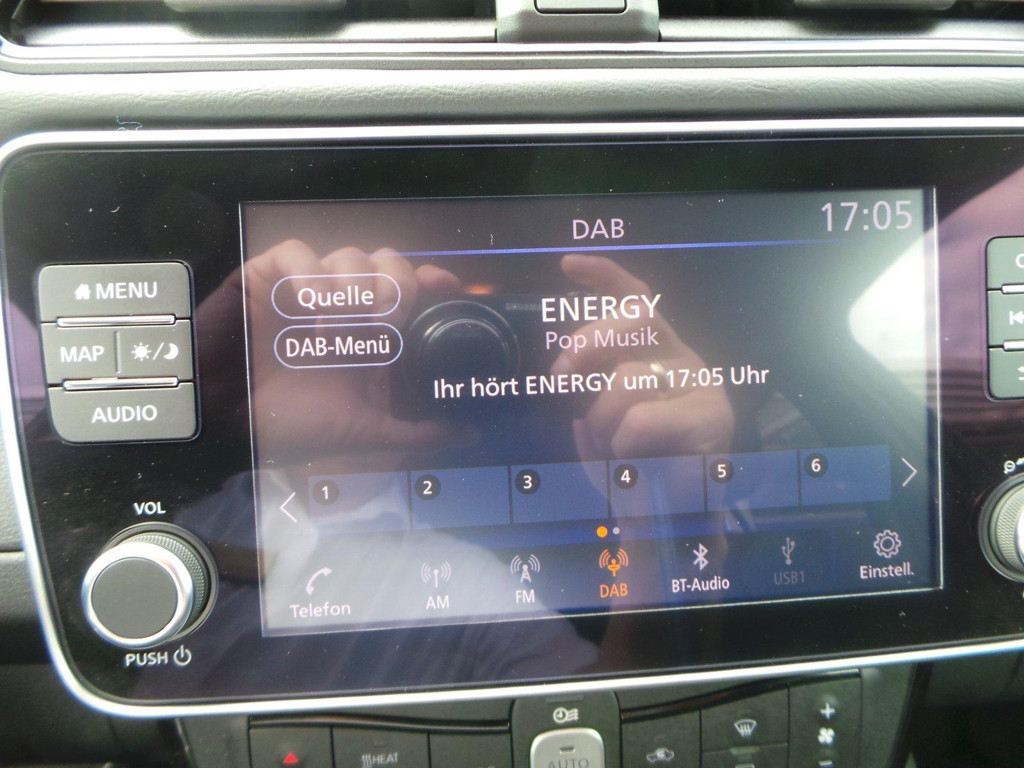 DAB
17:05
MENU
Quelle
ENERGY
DAB-Menü
Pop Musik
MAP
Ihr hört ENERGY um 17:05 Uhr
AUDIO
1 2 3 4 5 6
VOL
Telefon
AM
FM
DAB
BT-Audio
USB1
Einstell.
PUSH
HEAT
AUTO